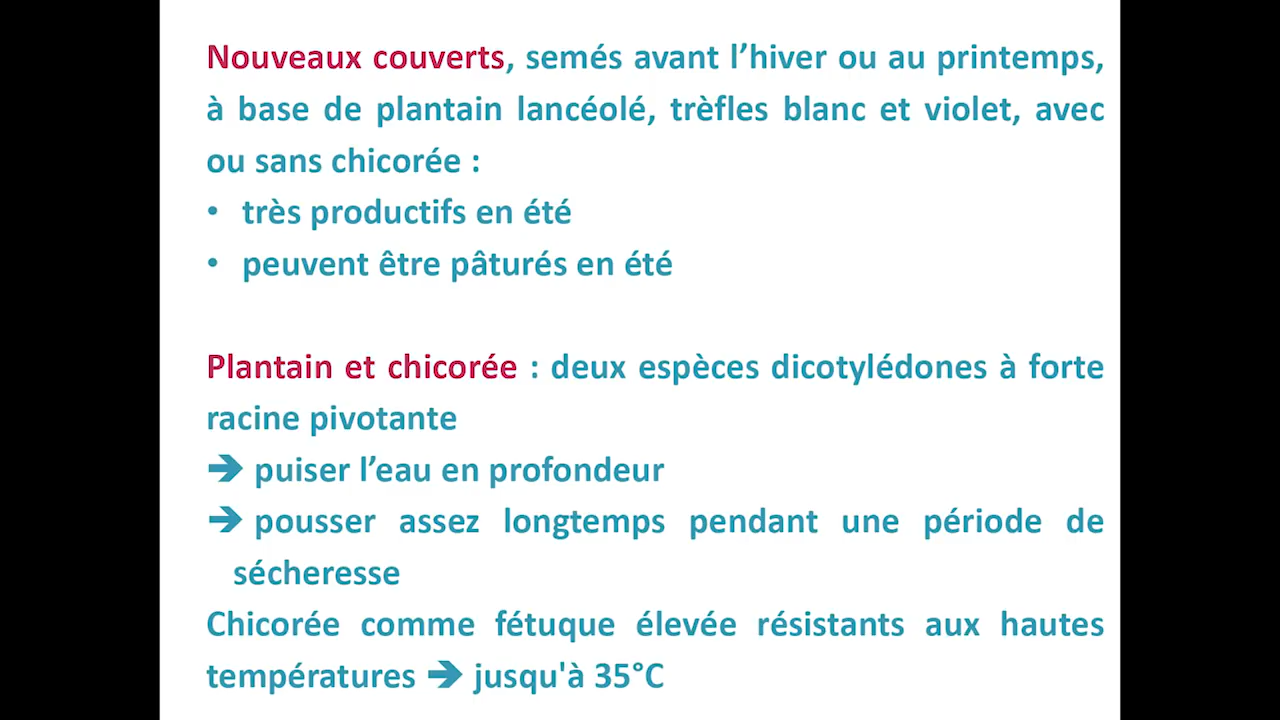 Nouveaux couverts, semés avant l’hiver ou au printemps,
à base de plantain lancéolé, trèfles blanc et violet, avec
ou sans chicorée :
• très productifs en été
• peuvent être pâturés en été
Plantain et chicorée : deux espèces dicotylédones à forte
racine pivotante
➔ puiser l’eau en profondeur
➔ pousser assez longtemps pendant une période de
sécheresse
Chicorée comme fétuque élevée résistants aux hautes
températures ➔ jusqu'à 35°C